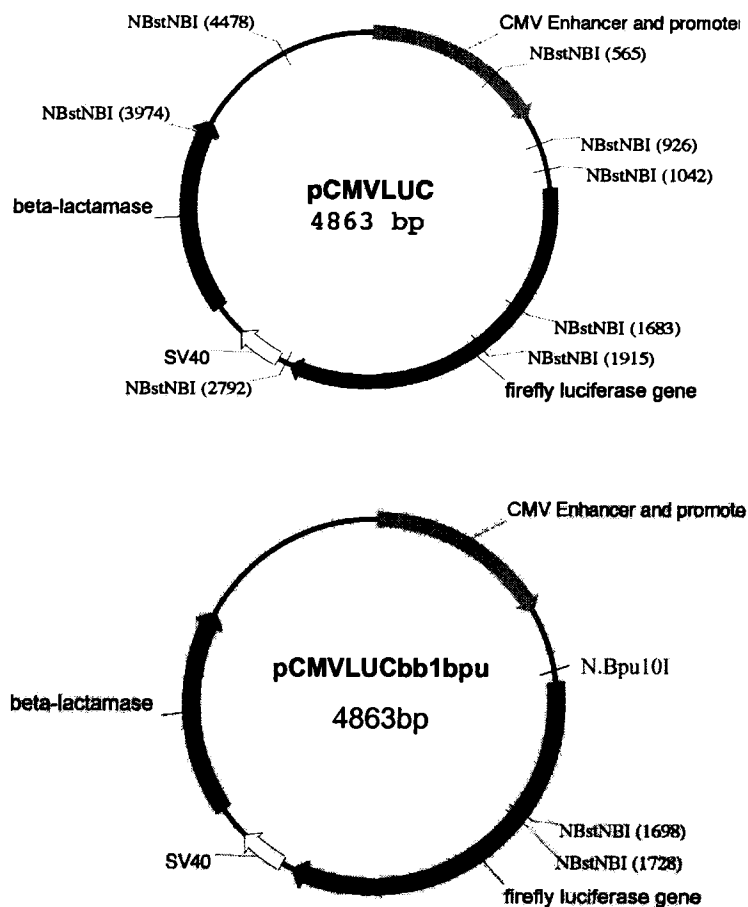 CMV Enhancer and promoter
NBstNBI (4478)
NBstNBI (565)
NBstNBI (3974)
NBstNBI (926)
NBstNBI (1042)
pCMVLUC
4863 bp
beta-lactamase
NBstNBI (1683)
SV40
NBstNBI (1915)
NBstNBI (2792)
firefly luciferase gene
CMV Enhancer and promote
N.Bpu10I
pCMVLUCbb1bpu
4863bp
beta-lactamase
NBstNBI (1698)
SV40
NBstNBI (1728)
firefly luciferase gene